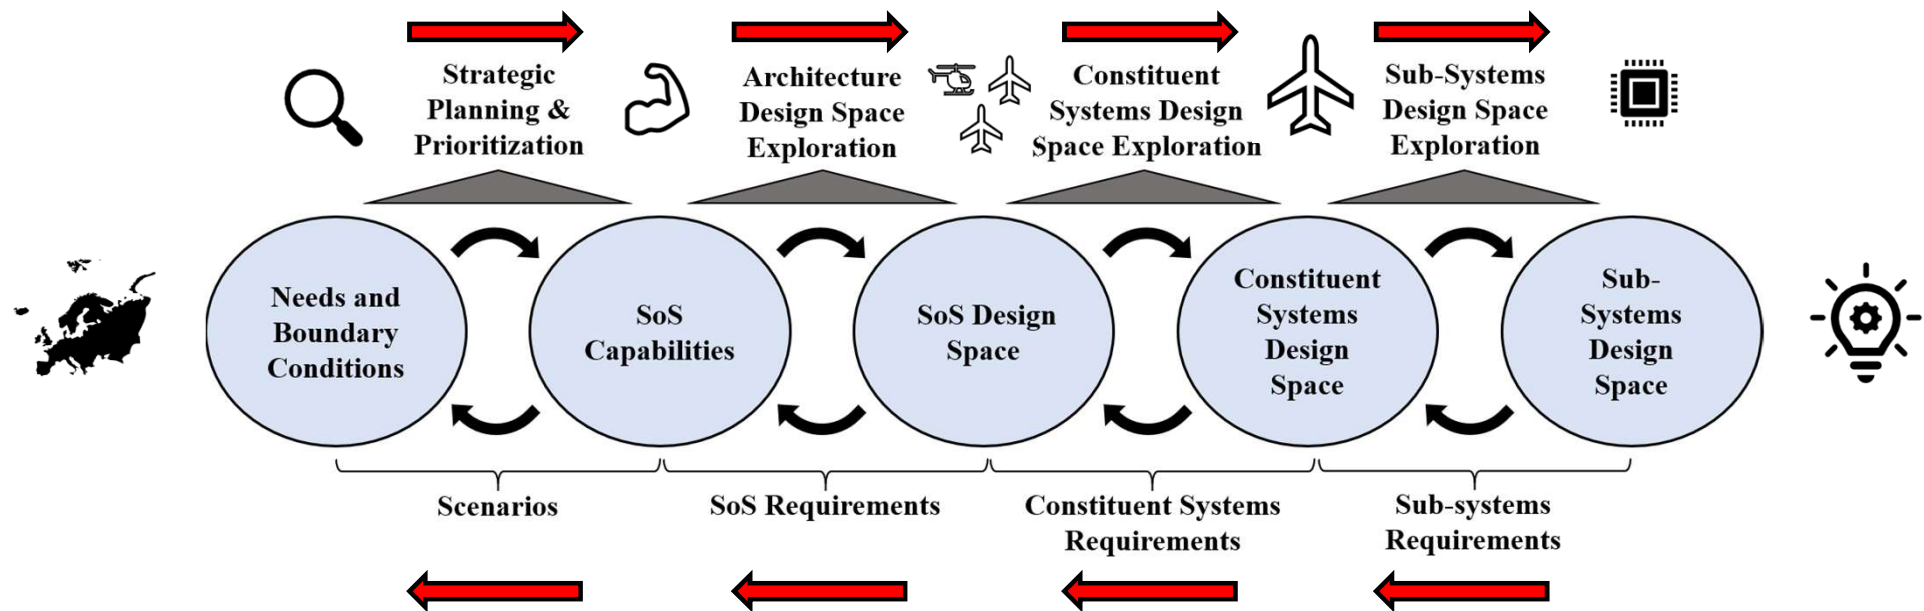 Strategic
Planning &
Prioritization
Architecture
Design Space
Exploration
Constituent
Systems Design
Space Exploration
Sub-Systems
Design Space
Exploration
Needs and
Boundary
Conditions
SoS
Capabilities
SoS Design
Space
Constituent
Systems
Design
Space
Sub-
Systems
Design
Space
Scenarios
SoS Requirements
Constituent Systems
Requirements
Sub-systems
Requirements